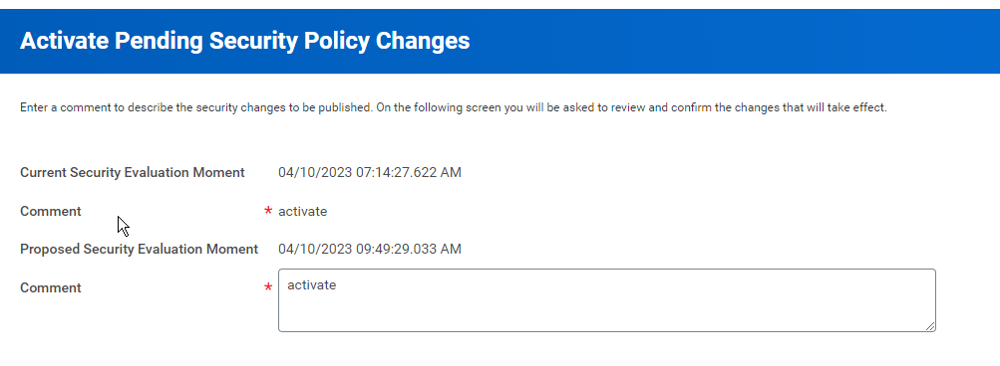 Activate Pending Security Policy Changes
Enter a comment to describe the security changes to be published. On the following screen you will be asked to review and confirm the changes that will take effect.
Current Security Evaluation Moment 04/10/2023 07:14:27.622 AM
Comment * activate
Proposed Security Evaluation Moment 04/10/2023 09:49:29.033 AM
Comment * activate